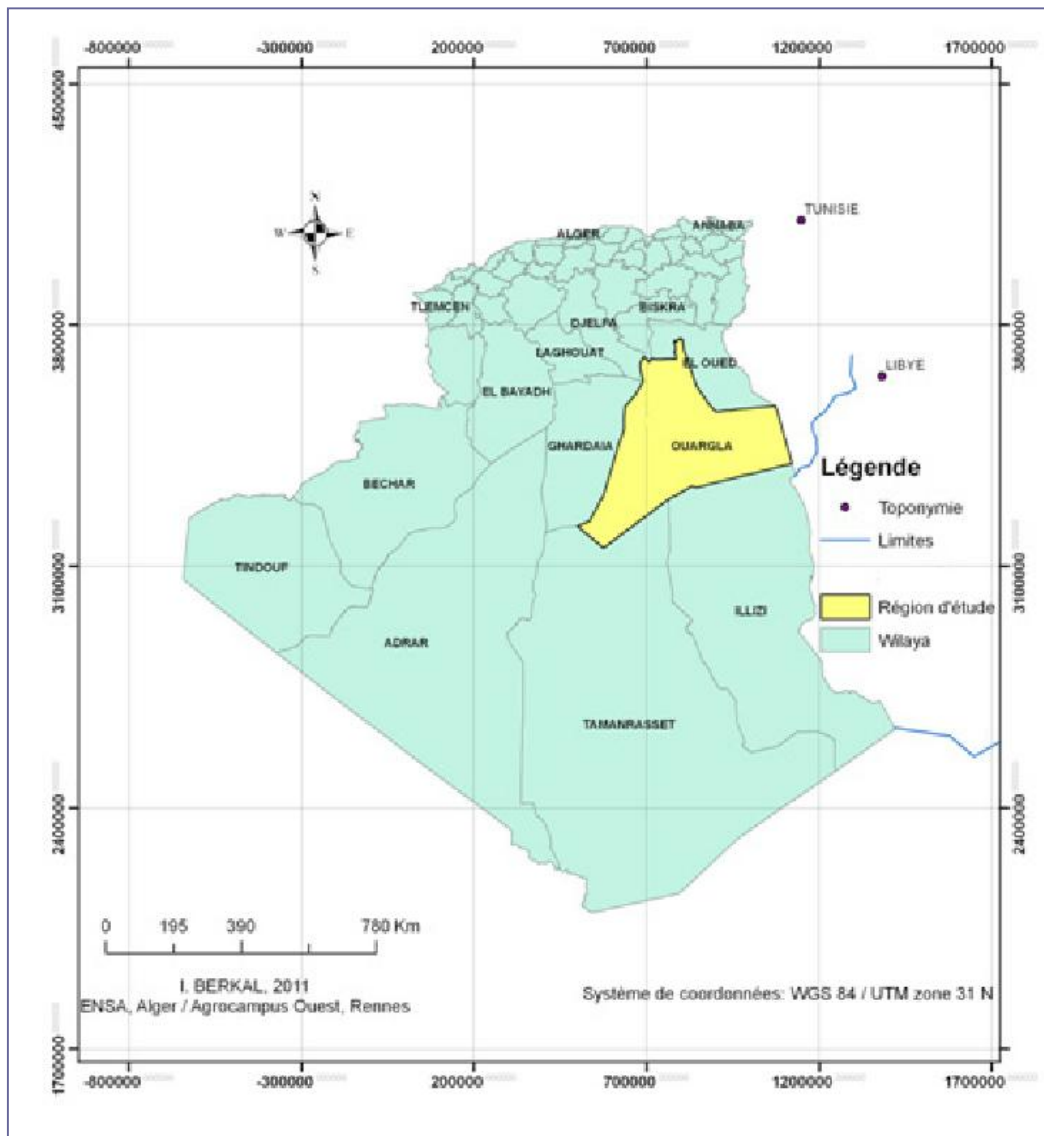 -800000 -300000 200000 700000 1200000 1700000
4500000
N
W E
S
TUNISIE
ALGER
ANNABA
TLEMCEN
BISKRA
DJELFA
3800000 3800000
LAGHOUAT
EL OUED
LIBYE
EL BAYADH
GHARDAIA
OUARGLA
BECHAR
Légende
Toponymie
Limites
TINDOUF
3100000 3100000
ILLIZI
Région d'étude
ADRAR
Wilaya
TAMANRASSET
2400000 2400000
0 195 390 780 Km
I. BERKAL, 2011
ENSA, Alger / Agrocampus Ouest, Rennes
Système de coordonnées: WGS 84 / UTM zone 31 N
1700000
-800000 -300000 200000 700000 1200000 1700000